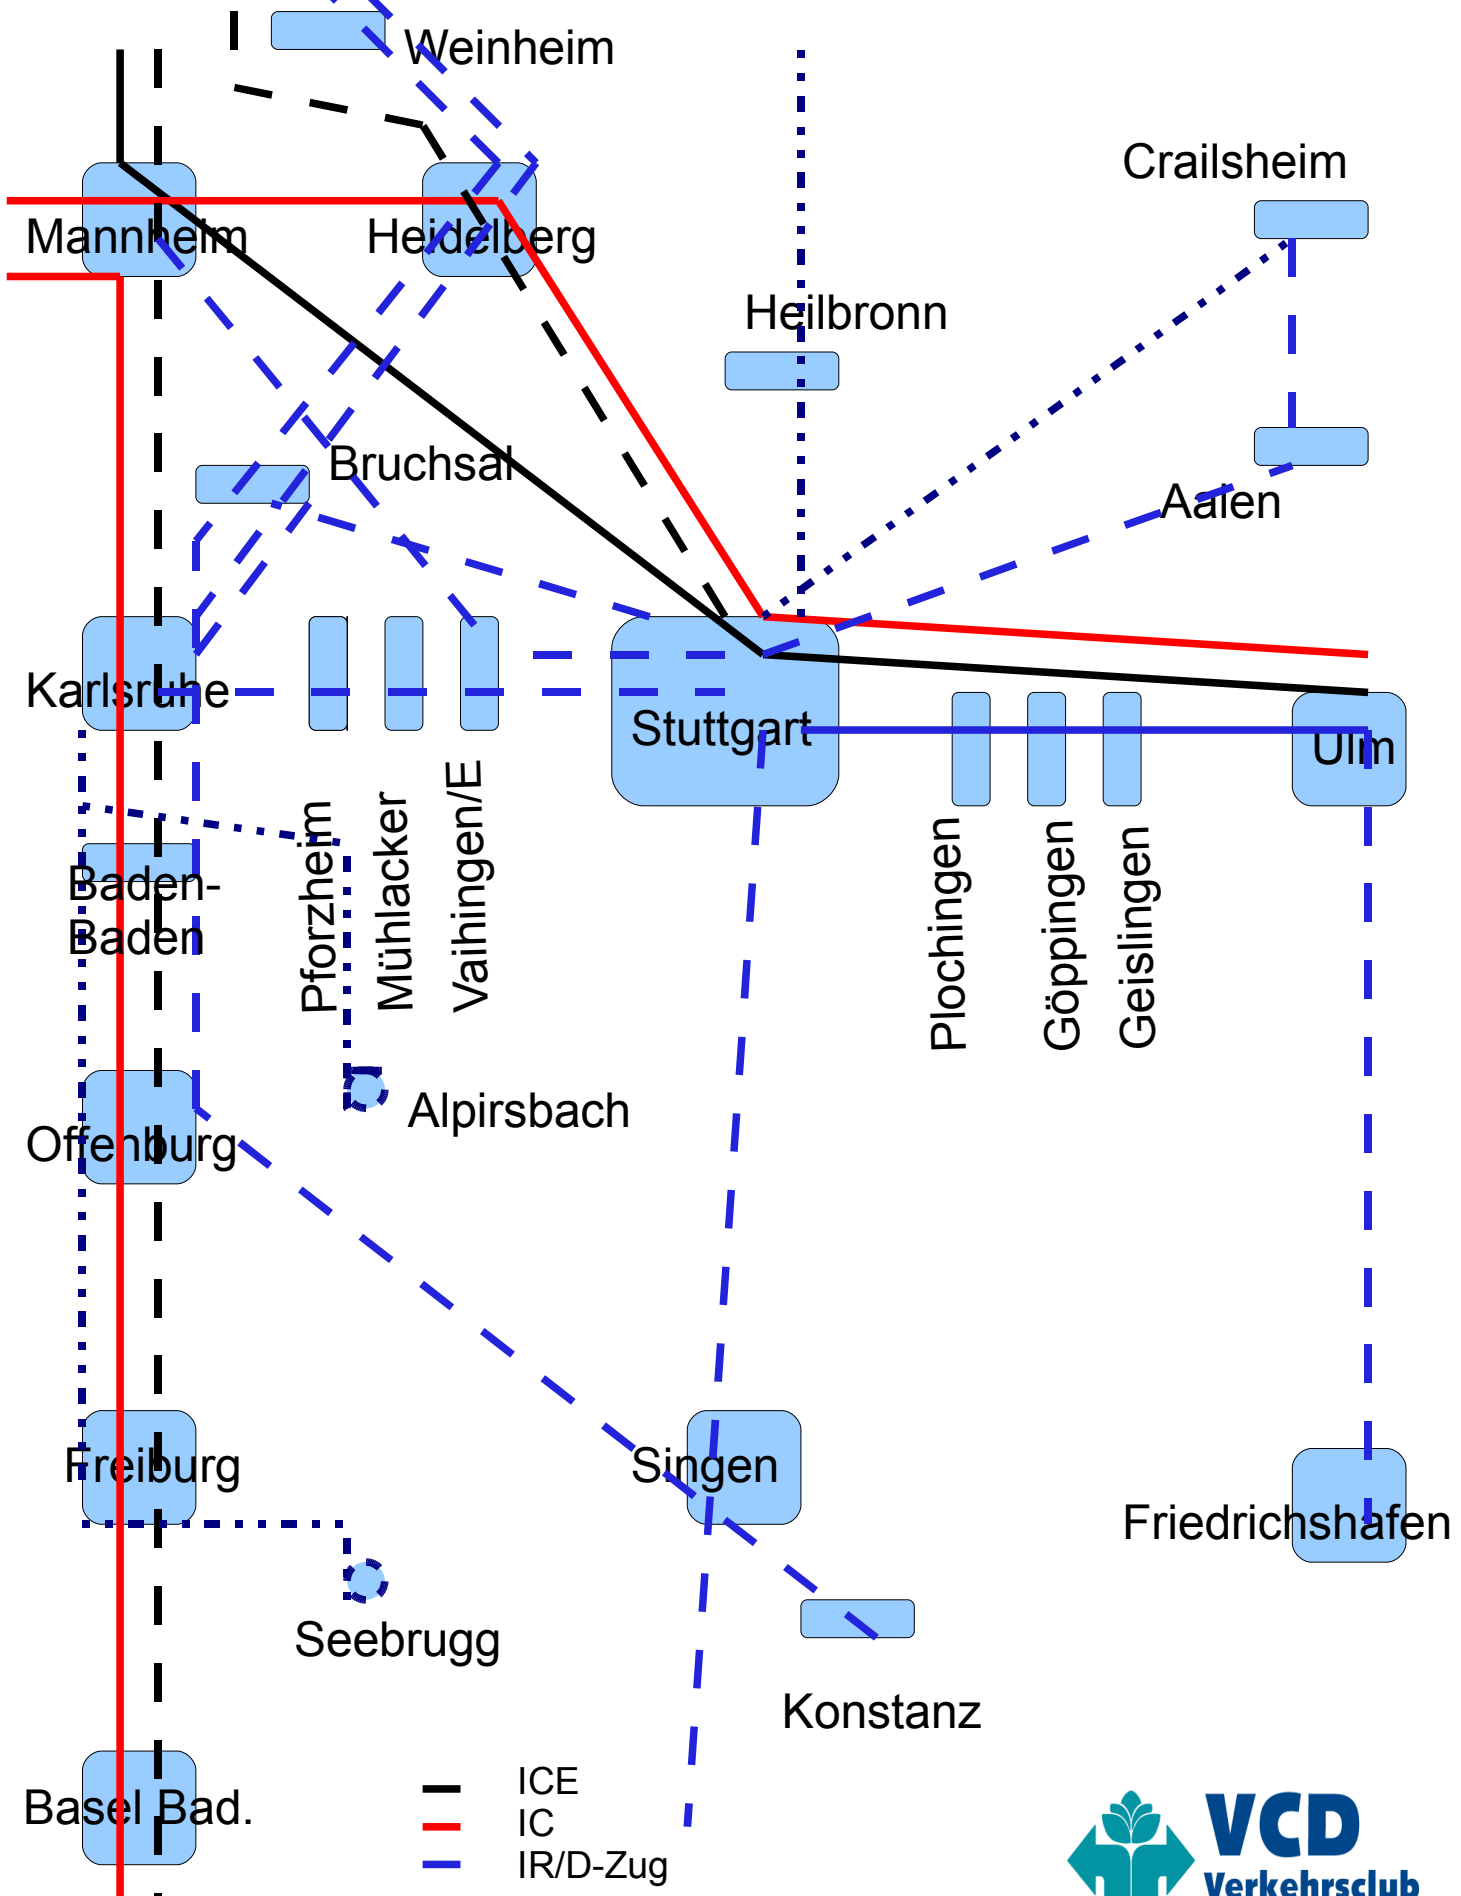 Weinheim
Crailsheim
Mannheim
Heidelberg
Heilbronn
Bruchsal
Aalen
Karlsruhe
Stuttgart
Ulm
Pforzheim
Mühlacker
Vaihingen/E
Plochingen
Göppingen
Geislingen
Baden-
Baden
Alpirsbach
Offenburg
Freiburg
Singen
Friedrichshafen
Seebrugg
Konstanz
Basel Bad.
ICE
IC
IR/D-Zug
VCD
Verkehrsclub